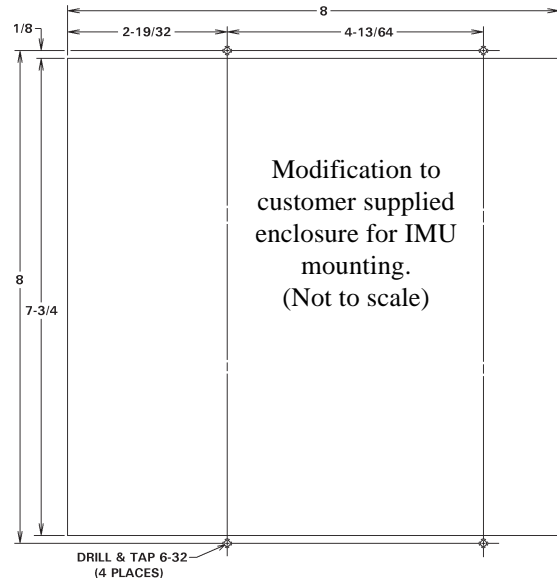 8
1/8
2-19/32
4-13/64
Modification to
customer supplied
enclosure for IMU
mounting.
(Not to scale)
8
7-3/4
DRILL & TAP 6-32
(4 PLACES)